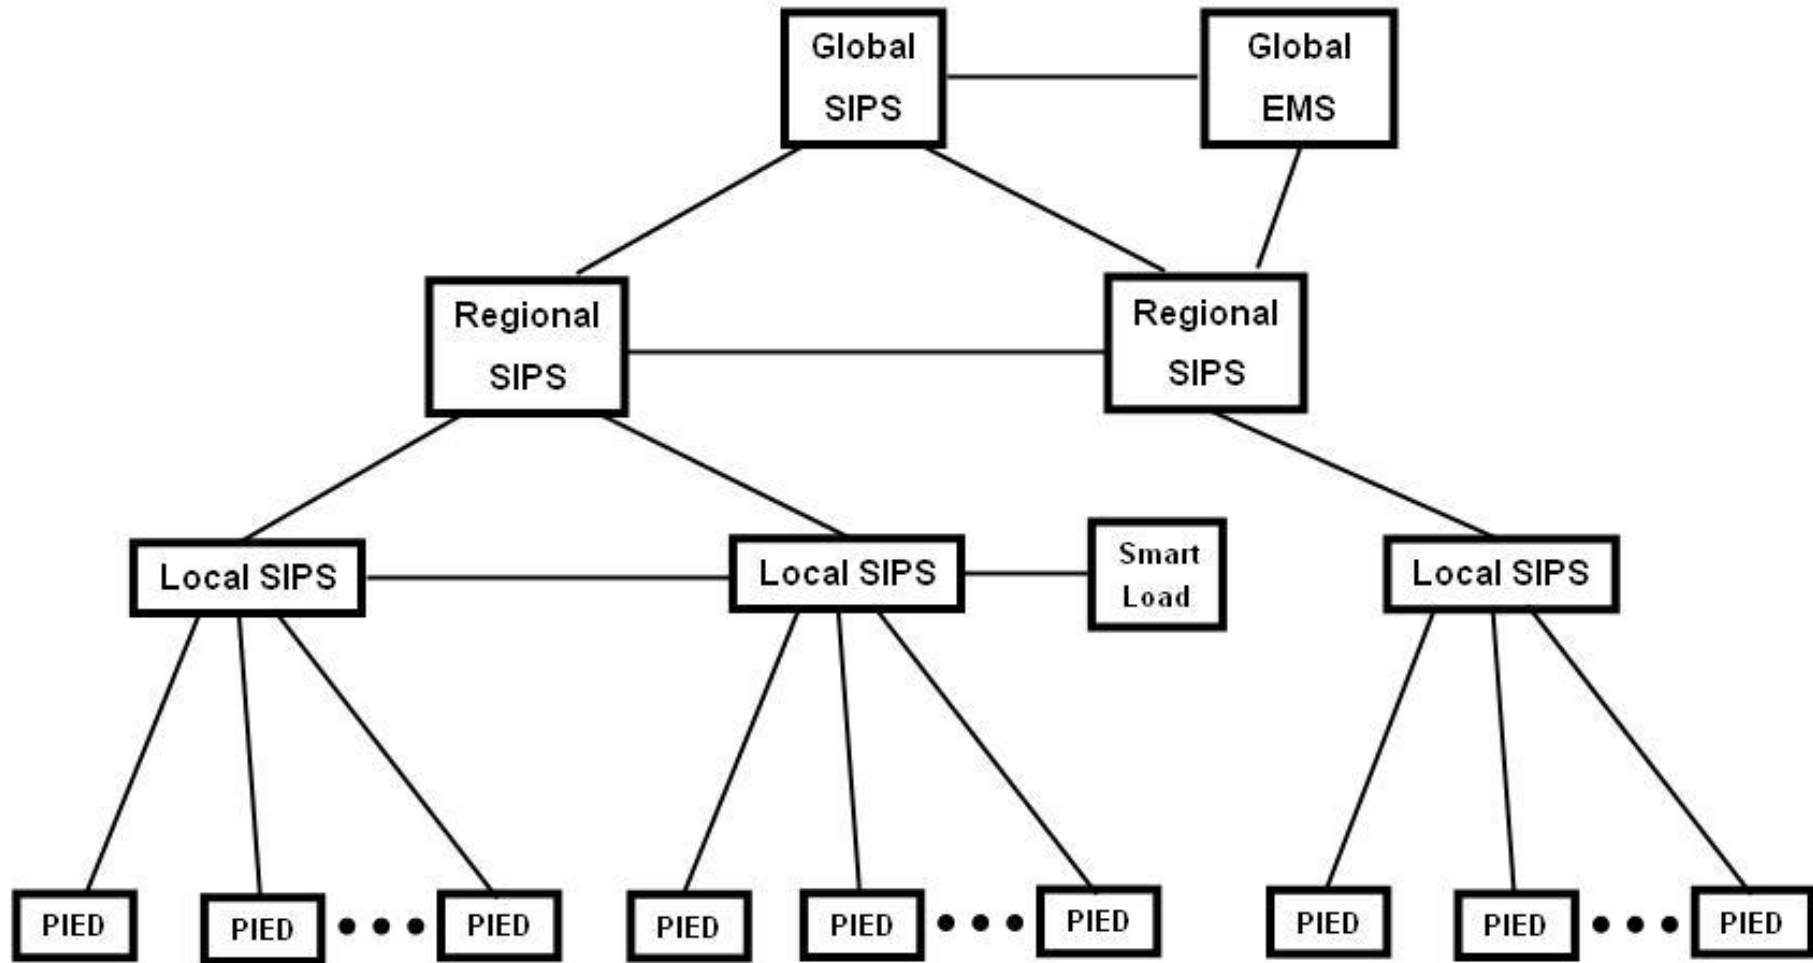 Global
SIPS
Global
EMS
Regional
SIPS
Regional
SIPS
Local SIPS
Local SIPS
Smart
Load
Local SIPS
PIED
PIED
PIED
PIED
PIED
PIED
PIED
PIED
PIED